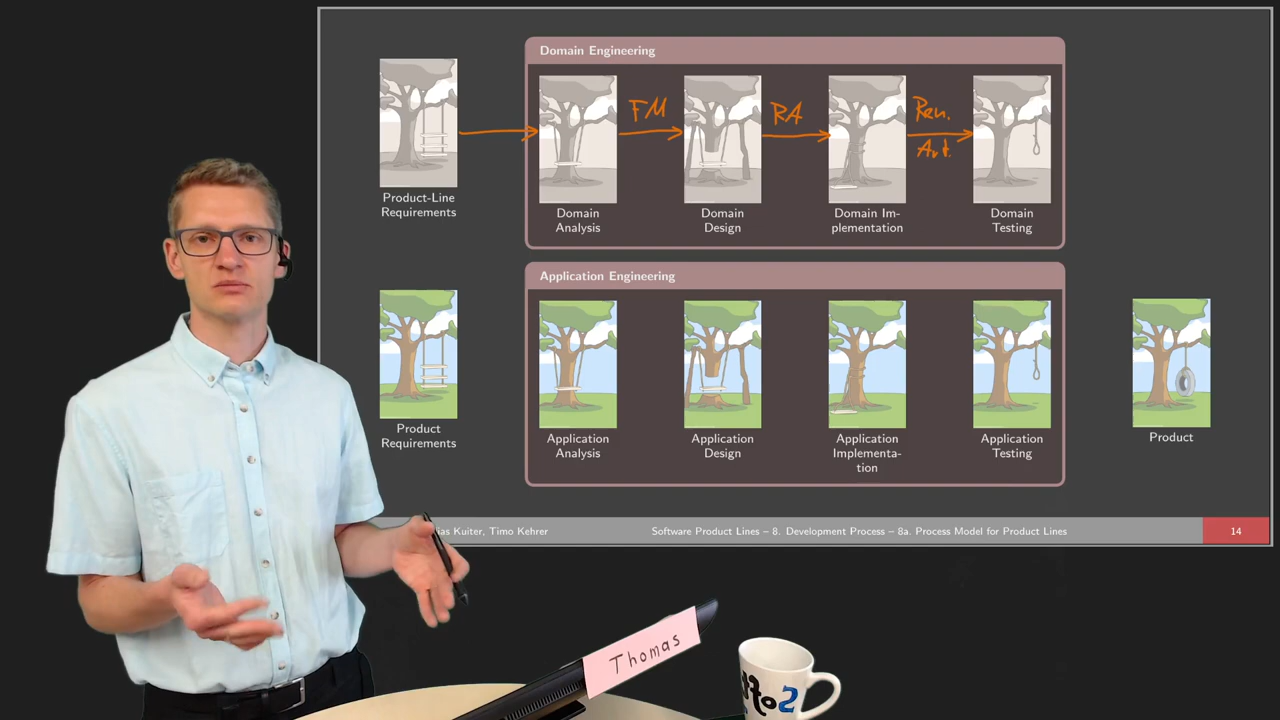 Domain Engineering
FM
RA
Reu.
Art.
Product-Line
Requirements
Domain
Analysis
Domain
Design
Domain Im-
plementation
Domain
Testing
Application Engineering
Product
Requirements
Application
Analysis
Application
Design
Application
Implementa-
tion
Application
Testing
Product
Kuiter, Timo Kehrer
Software Product Lines – 8. Development Process – 8a. Process Model for Product Lines
14
Thomas